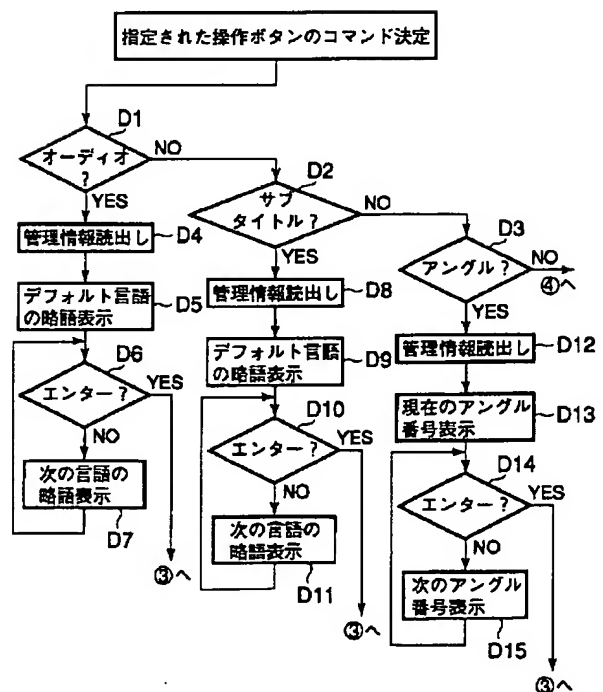 指定された操作ボタンのコマンド決定
D1
オーディオ
?
NO
YES
管理情報読出し
D4
デフォルト言語
の略語表示
D5
D6
エンター?
YES
NO
次の言語の
略語表示
D7
③へ
D2
サブ
タイトル?
NO
YES
管理情報読出し
D8
デフォルト言語
の略語表示
D9
D10
エンター?
YES
NO
次の言語の
略語表示
D11
③へ
D3
アングル?
NO
④へ
YES
管理情報読出し
D12
現在のアングル
番号表示
D13
D14
エンター?
YES
NO
次のアングル
番号表示
D15
③へ